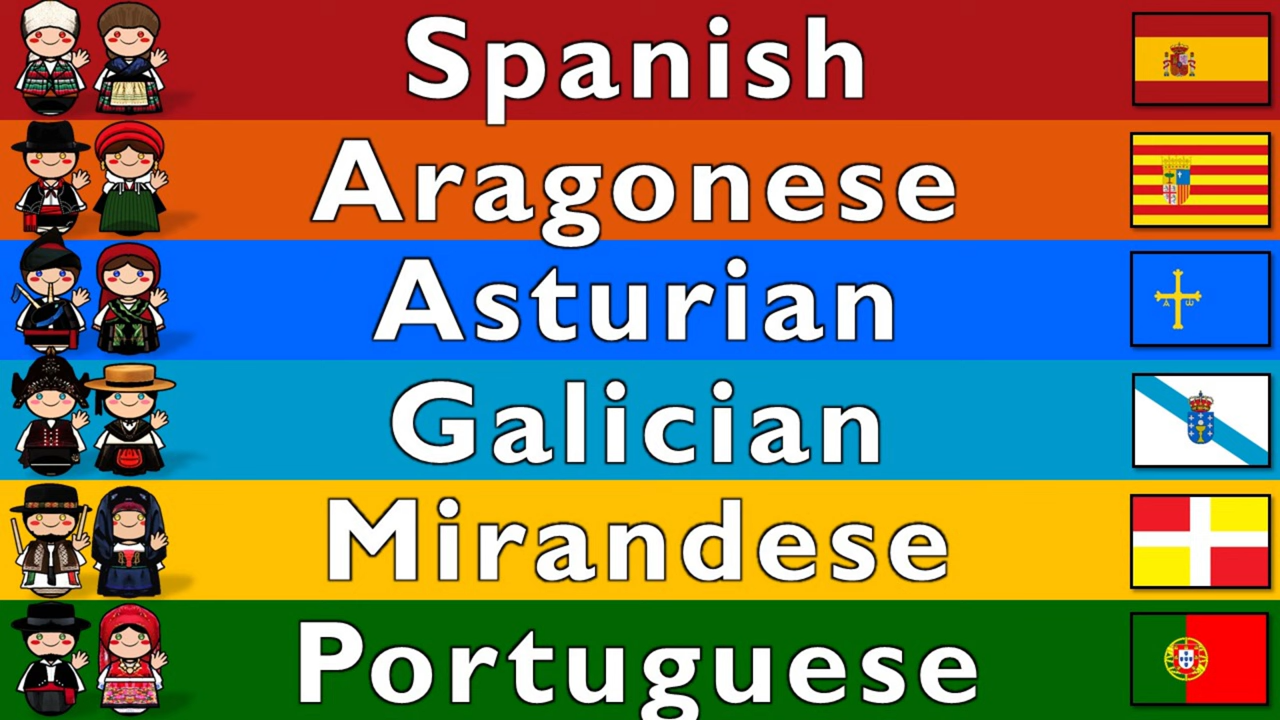 Spanish
Aragonese
Asturian
Galician
Mirandese
Portuguese